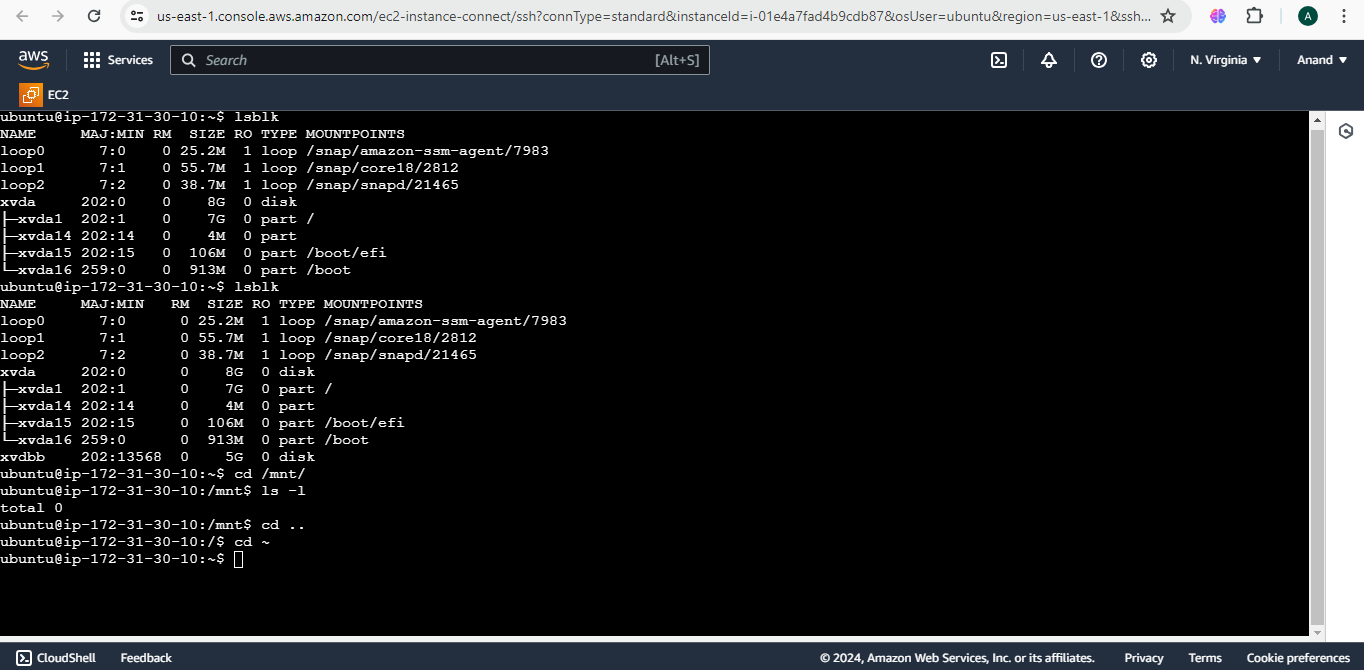 us-east-1.console.aws.amazon.com/ec2-instance-connect/ssh?connType=standard&instanceId=i-01e4a7fad4b9cdb87&osUser=ubuntu&region=us-east-1&ssh...
A
aws
Services
Search
[Alt+S]
N. Virginia
Anand
EC2
ubuntu@ip-172-31-30-10:~$ lsblk
NAME     MAJ:MIN RM   SIZE RO TYPE MOUNTPOINTS
loop0      7:0    0 25.2M  1 loop /snap/amazon-ssm-agent/7983
loop1      7:1    0 55.7M  1 loop /snap/core18/2812
loop2      7:2    0 38.7M  1 loop /snap/snapd/21465
xvda     202:0    0     8G  0 disk
├─xvda1  202:1    0     7G  0 part /
├─xvda14 202:14   0     4M  0 part
├─xvda15 202:15   0   106M  0 part /boot/efi
└─xvda16 259:0    0   913M  0 part /boot
ubuntu@ip-172-31-30-10:~$ lsblk
NAME     MAJ:MIN   RM   SIZE RO TYPE MOUNTPOINTS
loop0      7:0      0 25.2M  1 loop /snap/amazon-ssm-agent/7983
loop1      7:1      0 55.7M  1 loop /snap/core18/2812
loop2      7:2      0 38.7M  1 loop /snap/snapd/21465
xvda     202:0      0     8G  0 disk
├─xvda1  202:1      0     7G  0 part /
├─xvda14 202:14     0     4M  0 part
├─xvda15 202:15     0   106M  0 part /boot/efi
└─xvda16 259:0      0   913M  0 part /boot
xvdbb    202:13568  0     5G  0 disk
ubuntu@ip-172-31-30-10:~$ cd /mnt/
ubuntu@ip-172-31-30-10:/mnt$ ls -l
total 0
ubuntu@ip-172-31-30-10:/mnt$ cd ..
ubuntu@ip-172-31-30-10:/$ cd ~
ubuntu@ip-172-31-30-10:~$
CloudShell
Feedback
© 2024, Amazon Web Services, Inc. or its affiliates.
Privacy
Terms
Cookie preferences